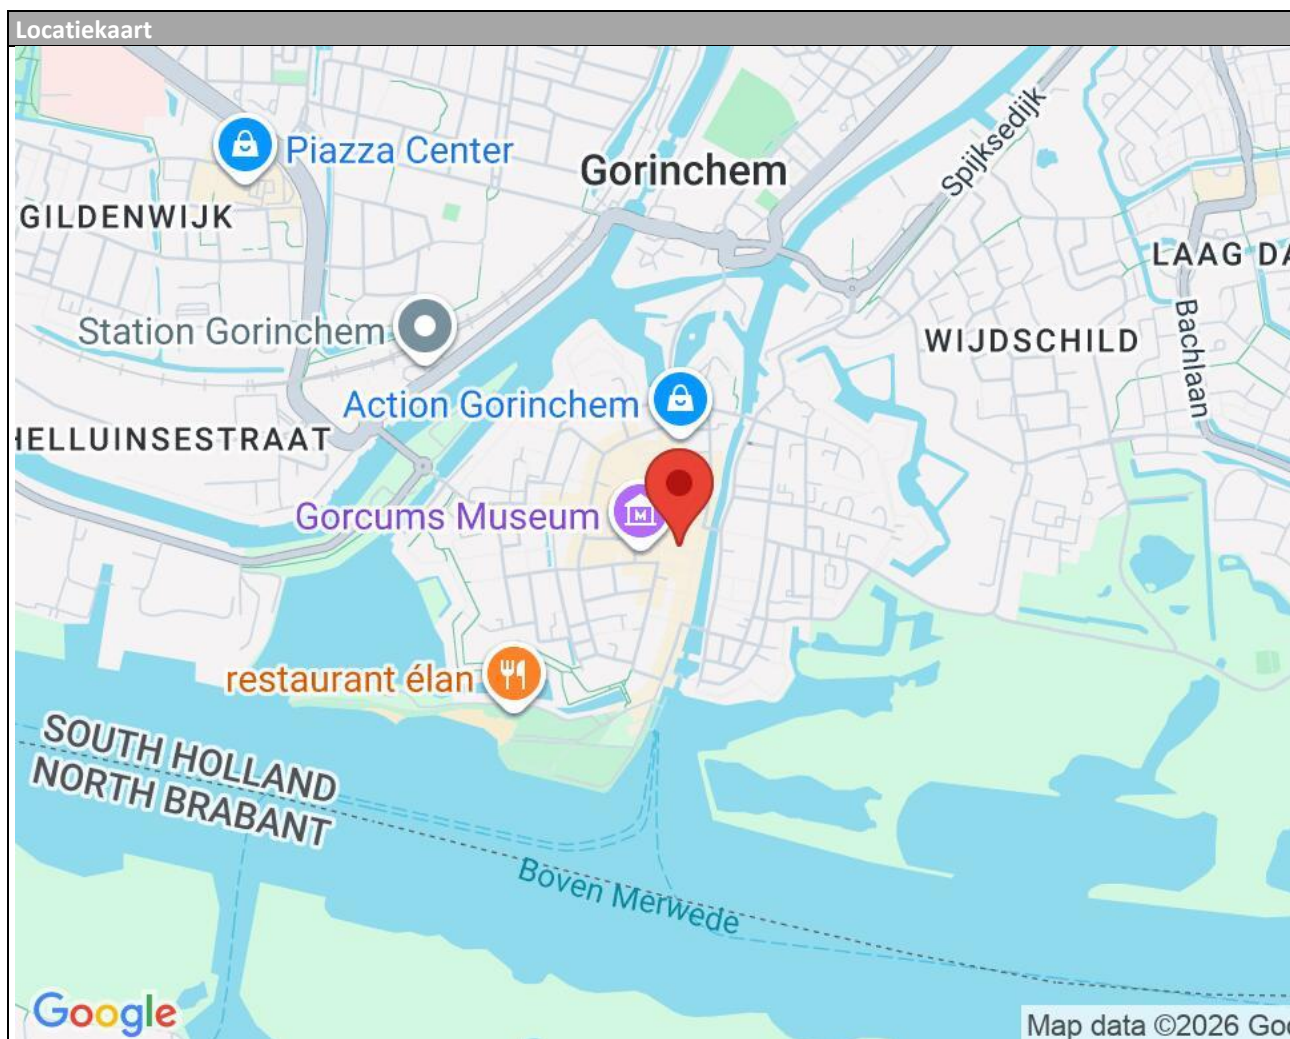 Locatiekaart
Piazza Center
Gorinchem
Spijksedijk
GILDENWIJK
LAAG DA
Station Gorinchem
WIJDSCHILD
Bachlaan
Action Gorinchem
HELLUINSESTRAAT
Gorcums Museum
M
restaurant élan
SOUTH HOLLAND
NORTH BRABANT
Boven Merwede
Google
Map data ©2026 Goo